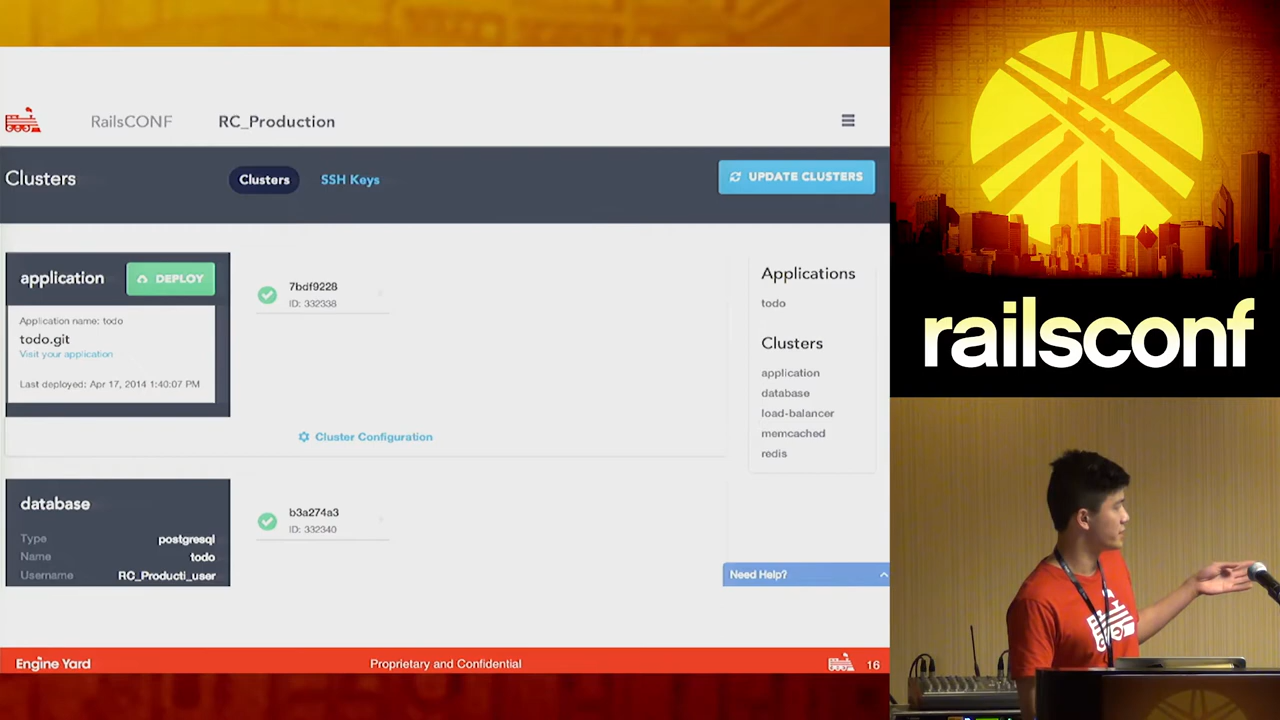 RailsCONF
RC_Production
Clusters
Clusters
SSH Keys
UPDATE CLUSTERS
application
DEPLOY
Application name: todo
todo.git
Visit your application
Last deployed: Apr 17, 2014 1:40:07 PM
7bdf9228
ID: 332338
Cluster Configuration
Applications
todo
Clusters
application
database
load-balancer
memcached
redis
database
Type postgresql
Name todo
Username RC_Producti_user
b3a274a3
ID: 332340
Need Help?
Engine Yard
Proprietary and Confidential
16
railsconf